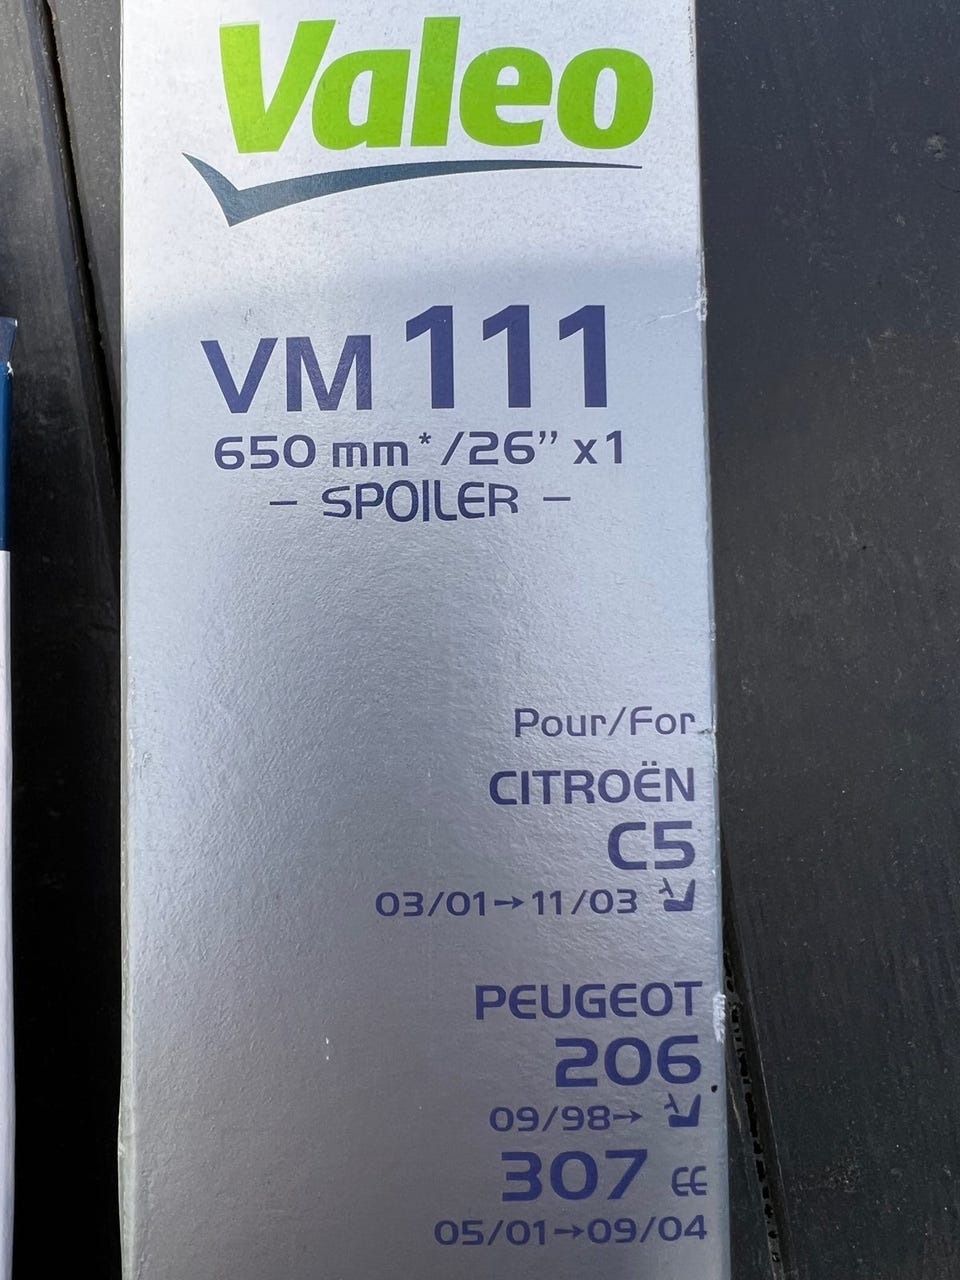 Valeo
VM 111
650 mm* /26” x1
– SPOILER –
Pour/For
CITROËN
C5
03/01→11/03
PEUGEOT
206
09/98→
307 EE
05/01→09/04